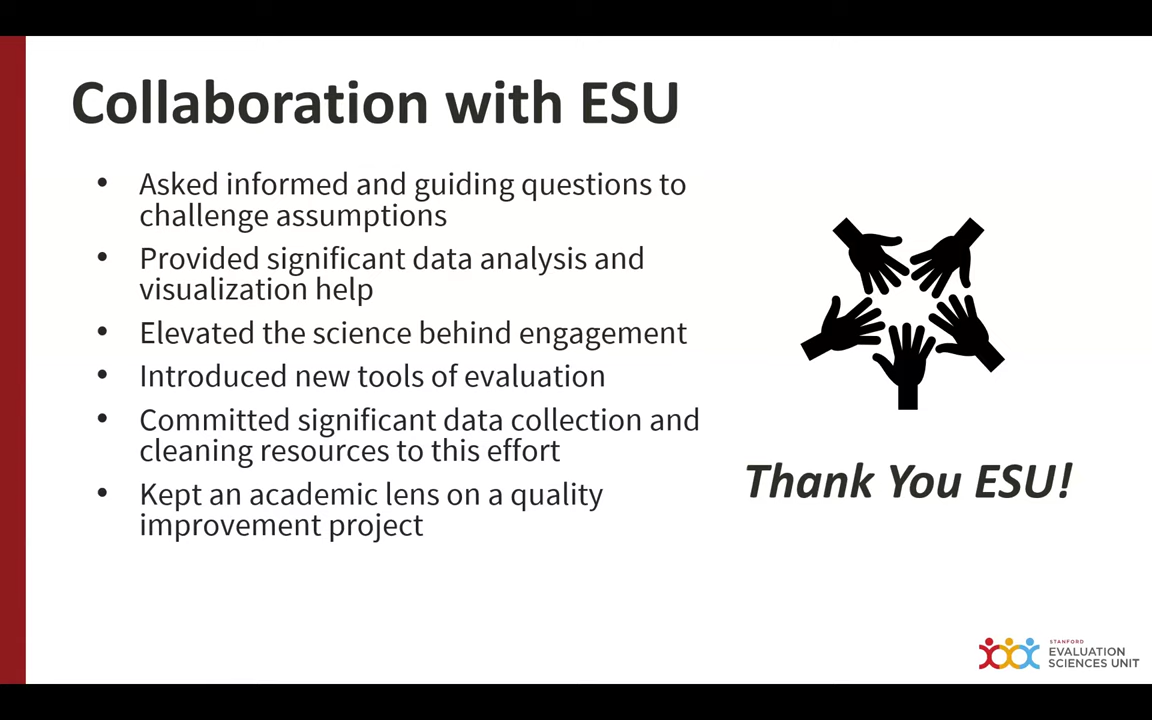 Collaboration with ESU
• Asked informed and guiding questions to
challenge assumptions
• Provided significant data analysis and
visualization help
• Elevated the science behind engagement
• Introduced new tools of evaluation
• Committed significant data collection and
cleaning resources to this effort
• Kept an academic lens on a quality
improvement project
Thank You ESU!
STANFORD
EVALUATION
SCIENCES UNIT